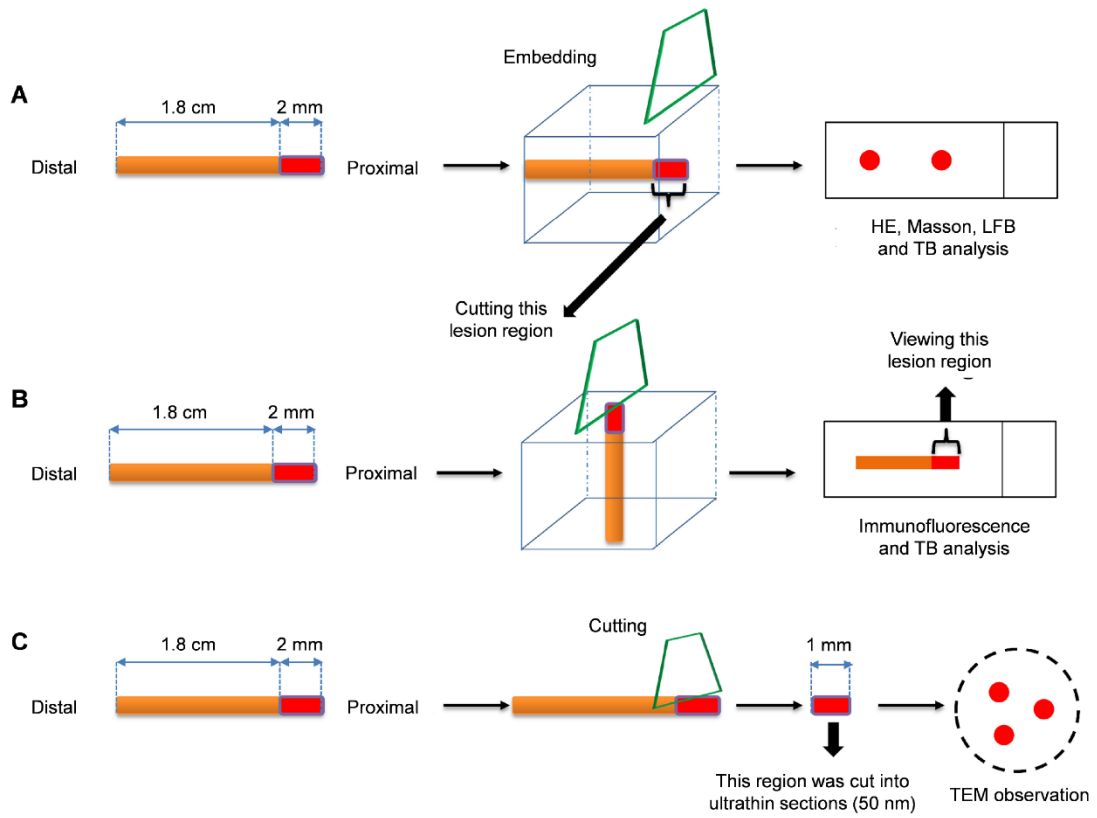 A
1.8 cm
2 mm
Distal
Proximal
Embedding
HE, Masson, LFB
and TB analysis
Cutting this
lesion region
B
1.8 cm
2 mm
Distal
Proximal
Viewing this
lesion region
Immunofluorescence
and TB analysis
C
1.8 cm
2 mm
Distal
Proximal
Cutting
1 mm
This region was cut into
ultrathin sections (50 nm)
TEM observation